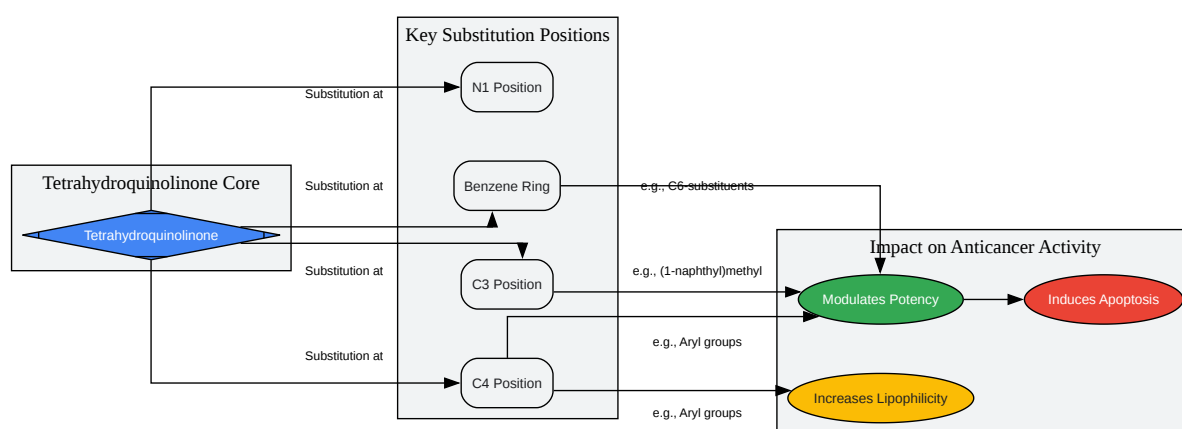 Key Substitution Positions
N1 Position
Substitution at
Tetrahydroquinolinone Core
Substitution at
Benzene Ring
e.g., C6-substituents
Tetrahydroquinolinone
Impact on Anticancer Activity
Substitution at
C3 Position
e.g., (1-naphthyl)methyl
Modulates Potency
Induces Apoptosis
e.g., Aryl groups
Substitution at
C4 Position
Increases Lipophilicity
e.g., Aryl groups